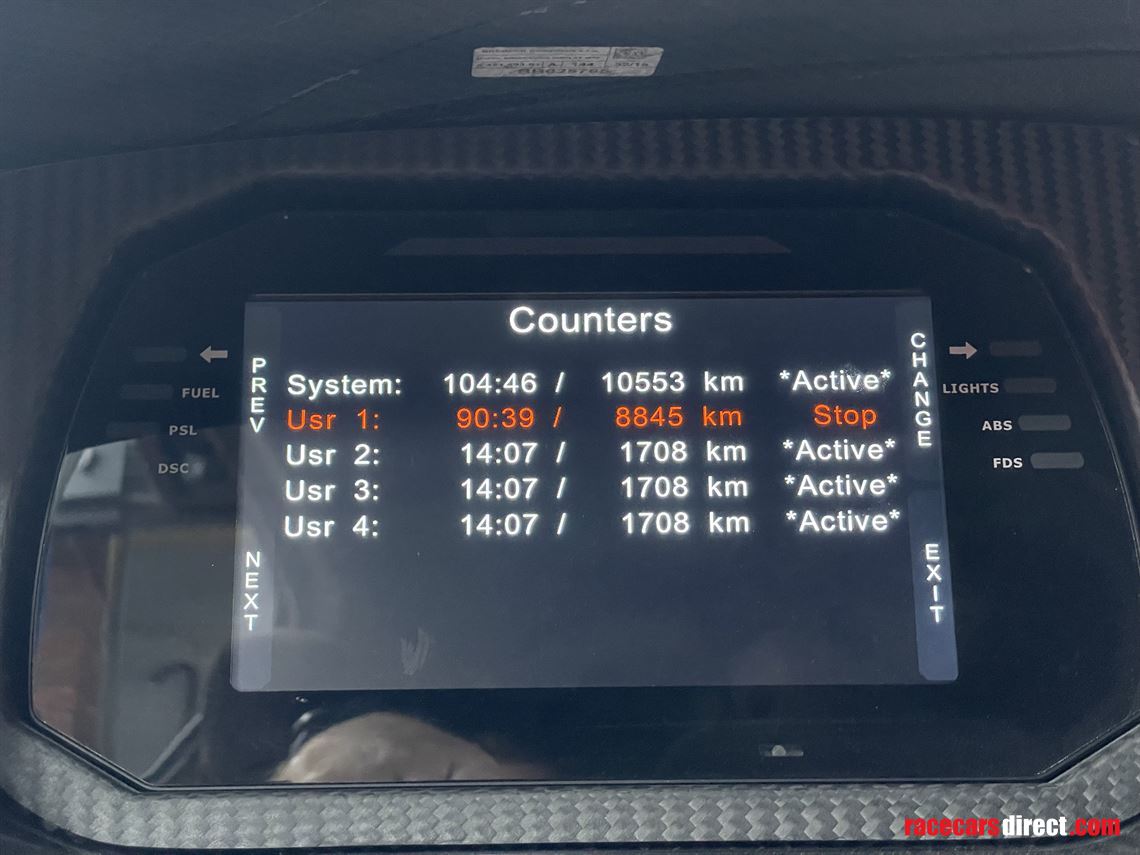 Counters
System: 104:46 / 10553 km *Active*
Usr 1: 90:39 / 8845 km Stop
Usr 2: 14:07 / 1708 km *Active*
Usr 3: 14:07 / 1708 km *Active*
Usr 4: 14:07 / 1708 km *Active*
PREV
NEXT
CHANGE
EXIT
FUEL
PSL
DSC
LIGHTS
ABS
FDS
racecarsdirect.com